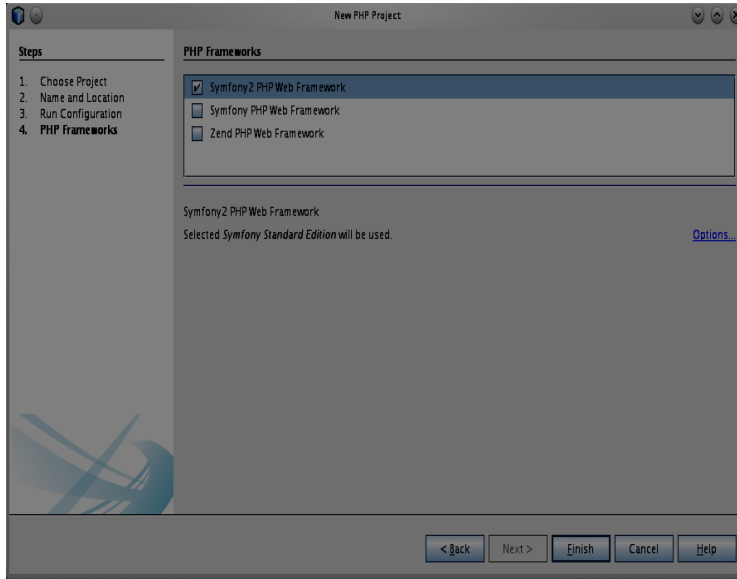 New PHP Project
Steps
1. Choose Project
2. Name and Location
3. Run Configuration
4. PHP Frameworks
PHP Frameworks
Symfony2 PHP Web Framework
Symfony PHP Web Framework
Zend PHP Web Framework
Symfony2 PHP Web Framework
Selected Symfony Standard Edition will be used.
Options...
< Back
Next >
Finish
Cancel
Help